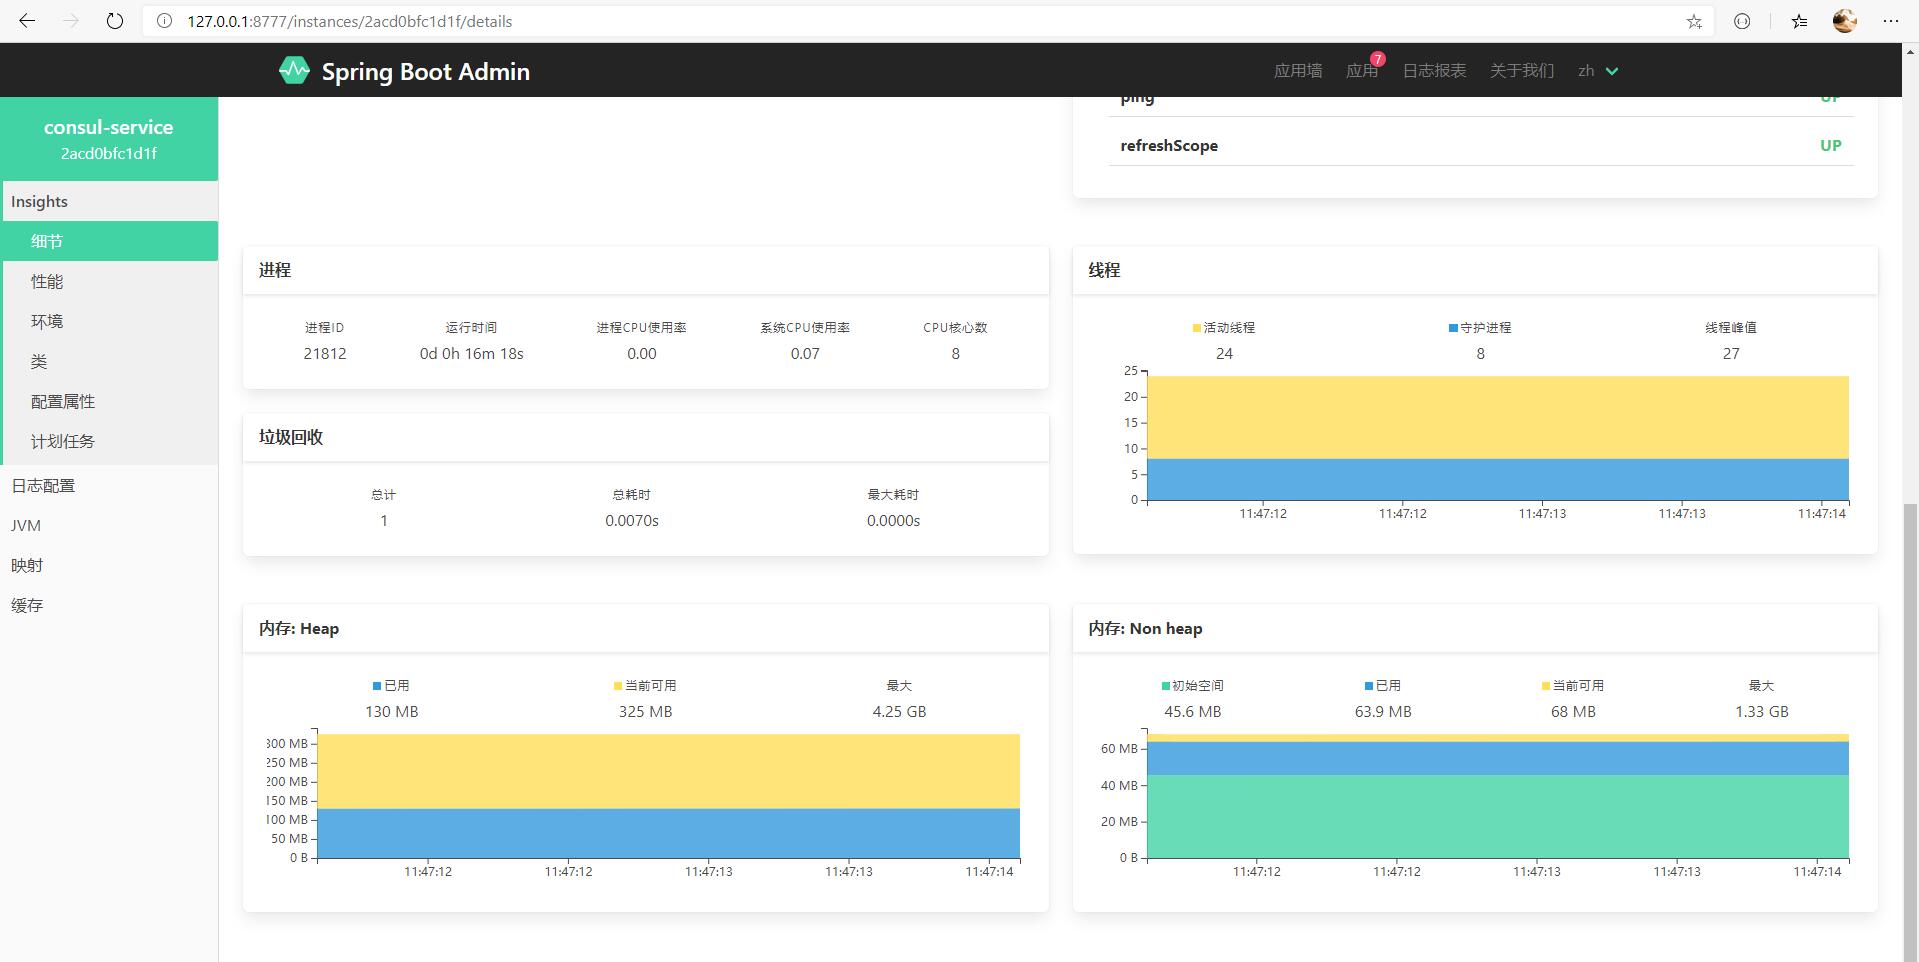 127.0.0.1:8777/instances/2acd0bfc1d1f/details
Spring Boot Admin
应用墙 应用 7 日志报表 关于我们 zh
consul-service
2acd0bfc1d1f
Insights
细节
性能
环境
类
配置属性
计划任务
日志配置
JVM
映射
缓存
ping UP
refreshScope UP
进程
进程ID 运行时间 进程CPU使用率 系统CPU使用率 CPU核心数
21812 0d 0h 16m 18s 0.00 0.07 8
垃圾回收
总计 总耗时 最大耗时
1 0.0070s 0.0000s
线程
活动线程 守护进程 线程峰值
24 8 27
25
20
15
10
5
0
11:47:12 11:47:12 11:47:13 11:47:13 11:47:14
内存: Heap
已用 当前可用 最大
130 MB 325 MB 4.25 GB
300 MB
250 MB
200 MB
150 MB
100 MB
50 MB
0 B
11:47:12 11:47:12 11:47:13 11:47:13 11:47:14
内存: Non heap
初始空间 已用 当前可用 最大
45.6 MB 63.9 MB 68 MB 1.33 GB
60 MB
40 MB
20 MB
0 B
11:47:12 11:47:12 11:47:13 11:47:13 11:47:14